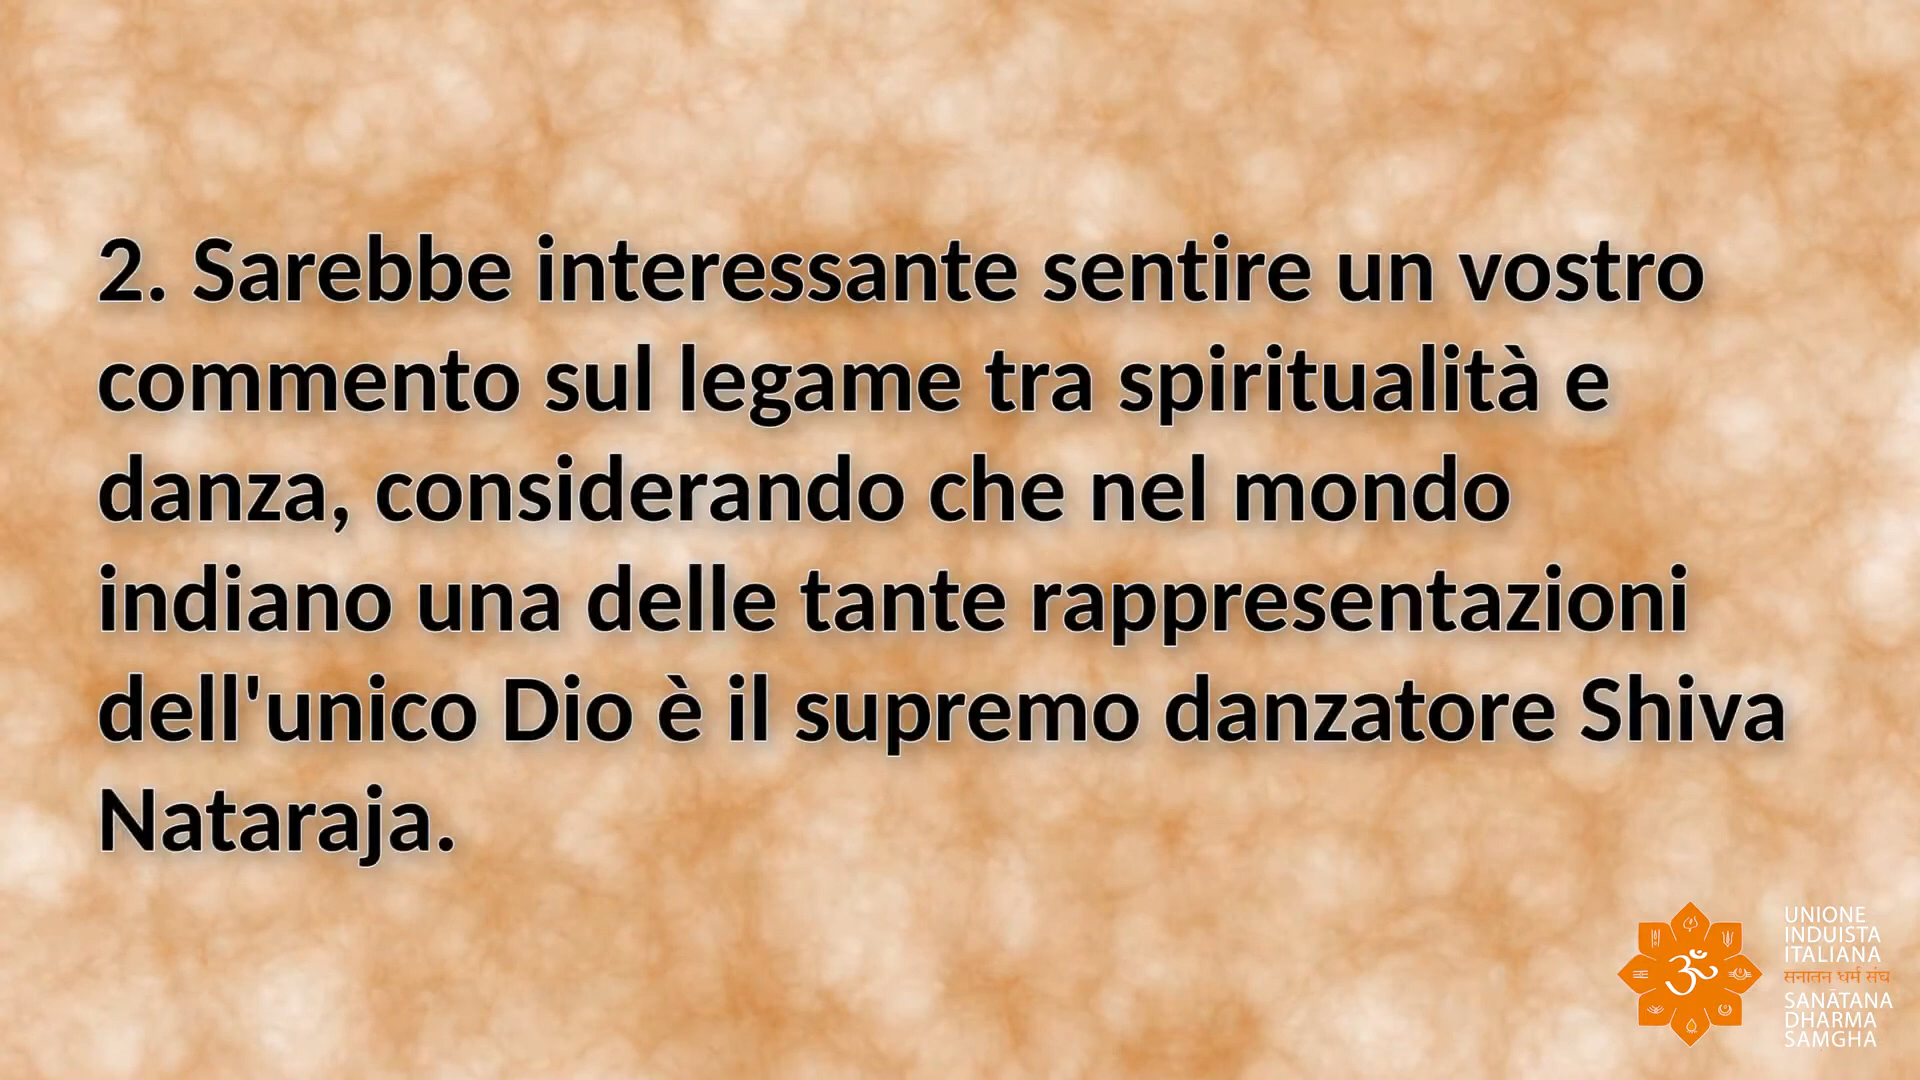 2. Sarebbe interessante sentire un vostro
commento sul legame tra spiritualità e
danza, considerando che nel mondo
indiano una delle tante rappresentazioni
dell'unico Dio è il supremo danzatore Shiva
Nataraja.
ॐ
UNIONE
INDUISTA
ITALIANA
सनातन धर्म संघ
SANĀTANA
DHARMA
SAMGHA